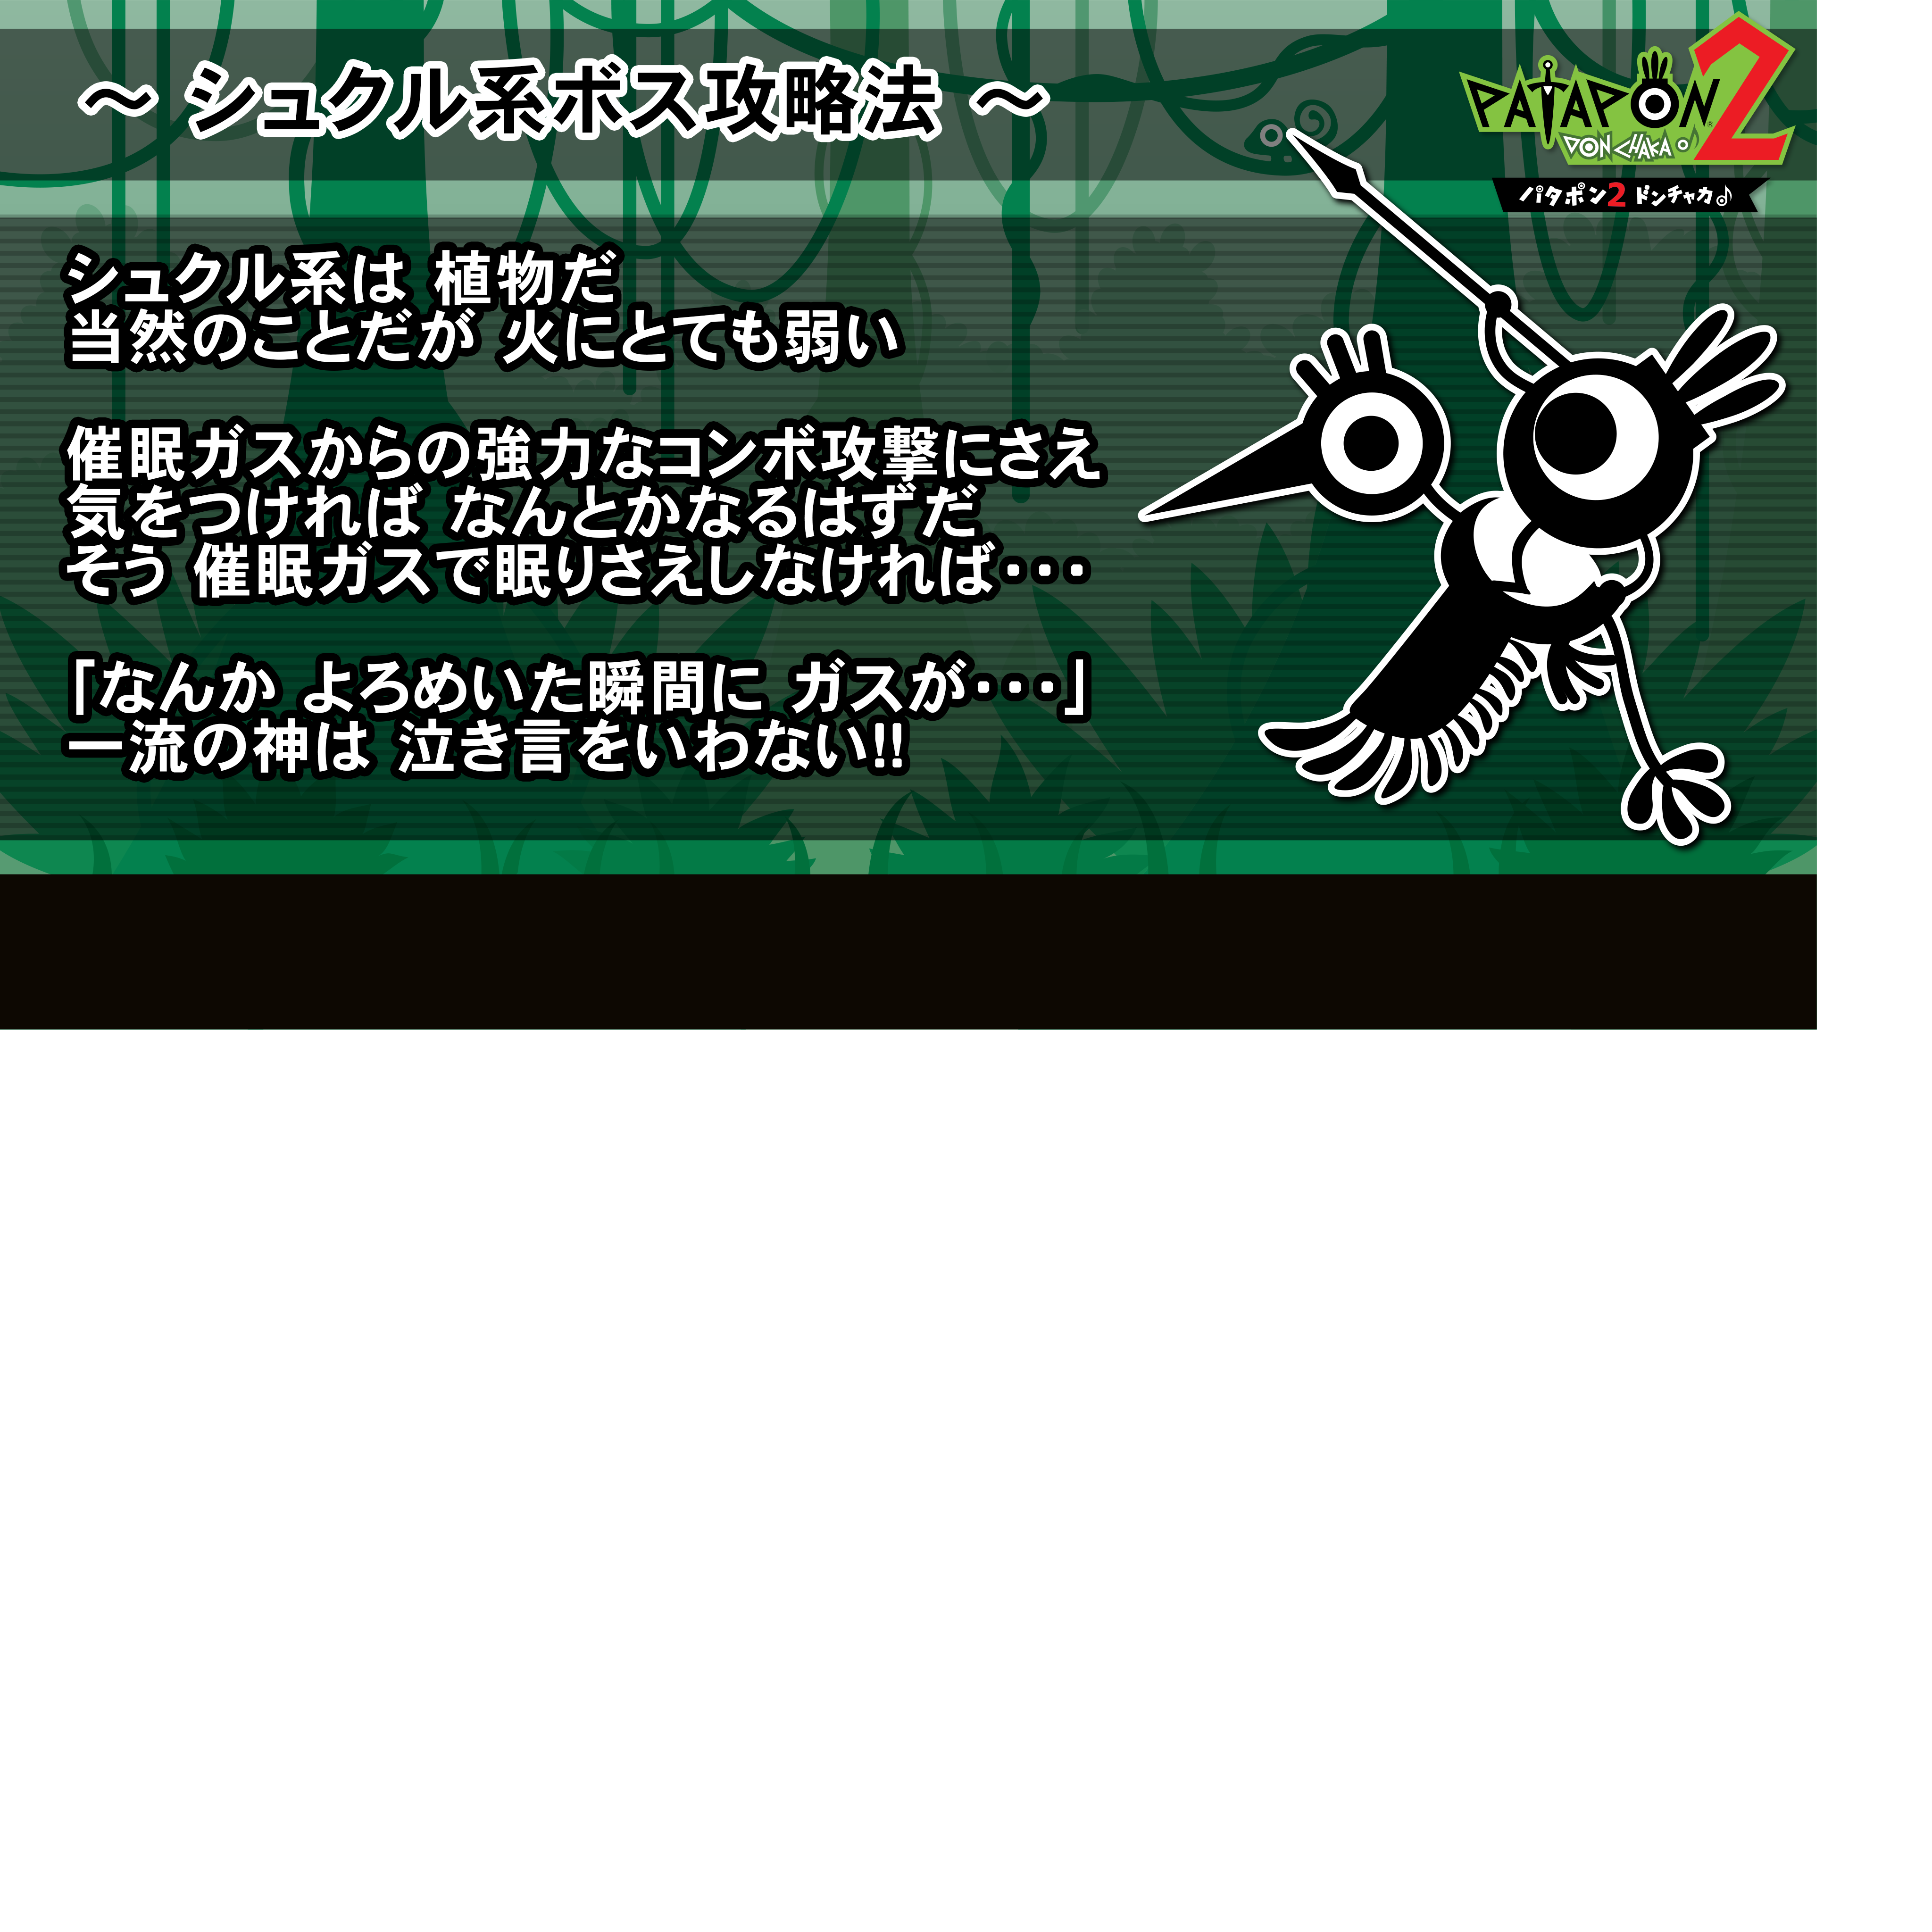 ～ シュクル系ボス攻略法 ～
PATAPON 2
DONCHAKA♪
パタポン2 ドンチャカ♪
シュクル系は 植物だ
当然のことだが 火にとても弱い
催眠ガスからの強力なコンボ攻撃にさえ
気をつければ なんとかなるはずだ
そう 催眠ガスで眠りさえしなければ・・・
「なんか よろめいた瞬間に ガスが・・・」
一流の神は 泣き言をいわない!!